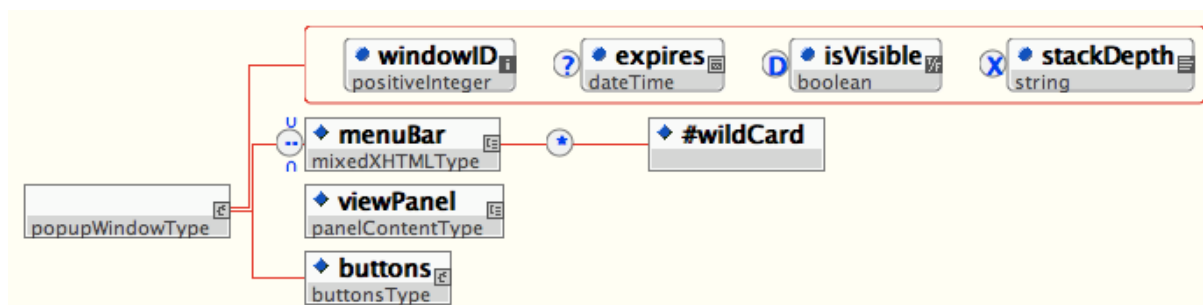 windowID
positiveInteger
?
expires
dateTime
D
isVisible
boolean
X
stackDepth
string
menuBar
mixedXHTMLType
*
#wildCard
popupWindowType
viewPanel
panelContentType
buttons
buttonsType